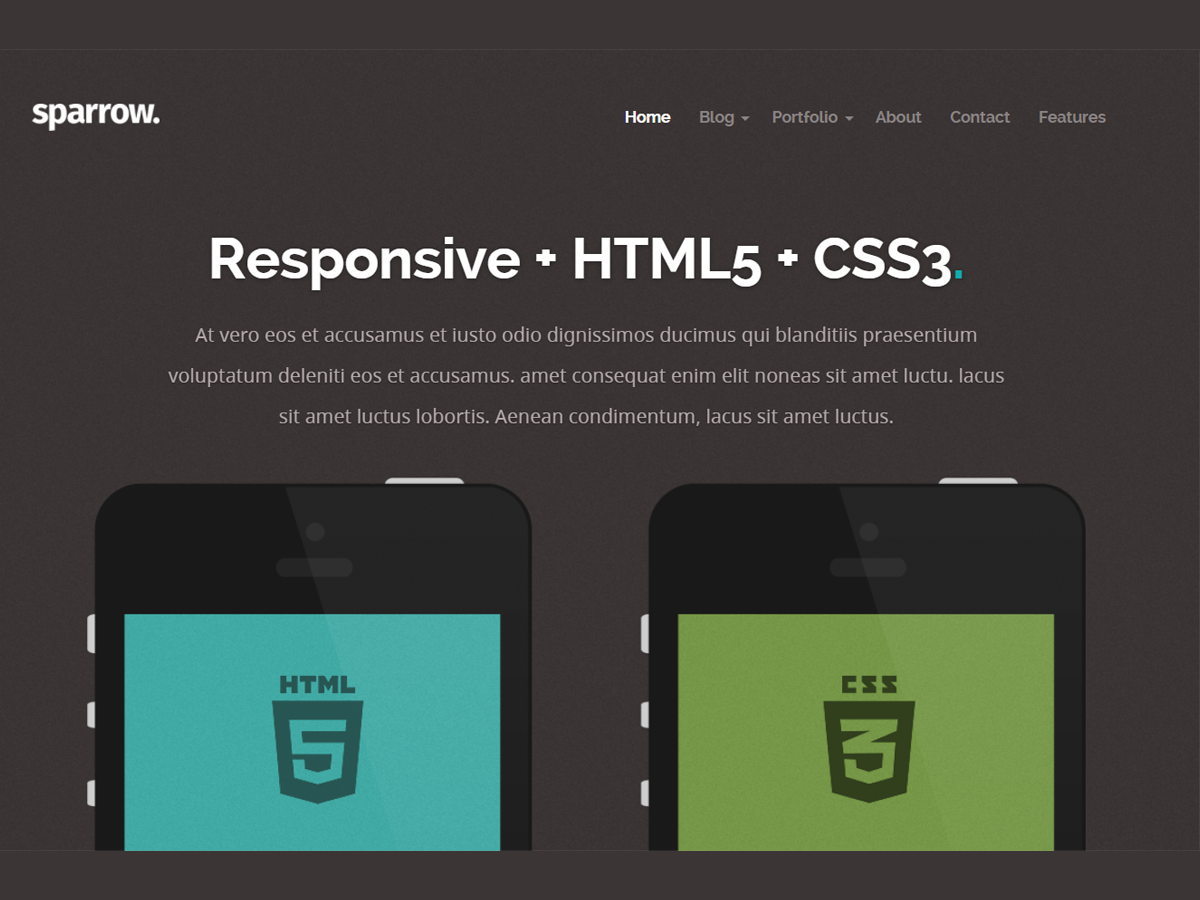 sparrow.
Home Blog Portfolio About Contact Features
Responsive + HTML5 + CSS3.
At vero eos et accusamus et iusto odio dignissimos ducimus qui blanditiis praesentium
voluptatum deleniti eos et accusamus. amet consequat enim elit noneas sit amet luctu. lacus
sit amet luctus lobortis. Aenean condimentum, lacus sit amet luctus.
HTML
5
CSS
3